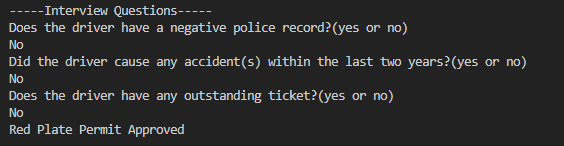 -----Interview Questions-----
Does the driver have a negative police record?(yes or no)
No
Did the driver cause any accident(s) within the last two years?(yes or no)
No
Does the driver have any outstanding ticket?(yes or no)
No
Red Plate Permit Approved